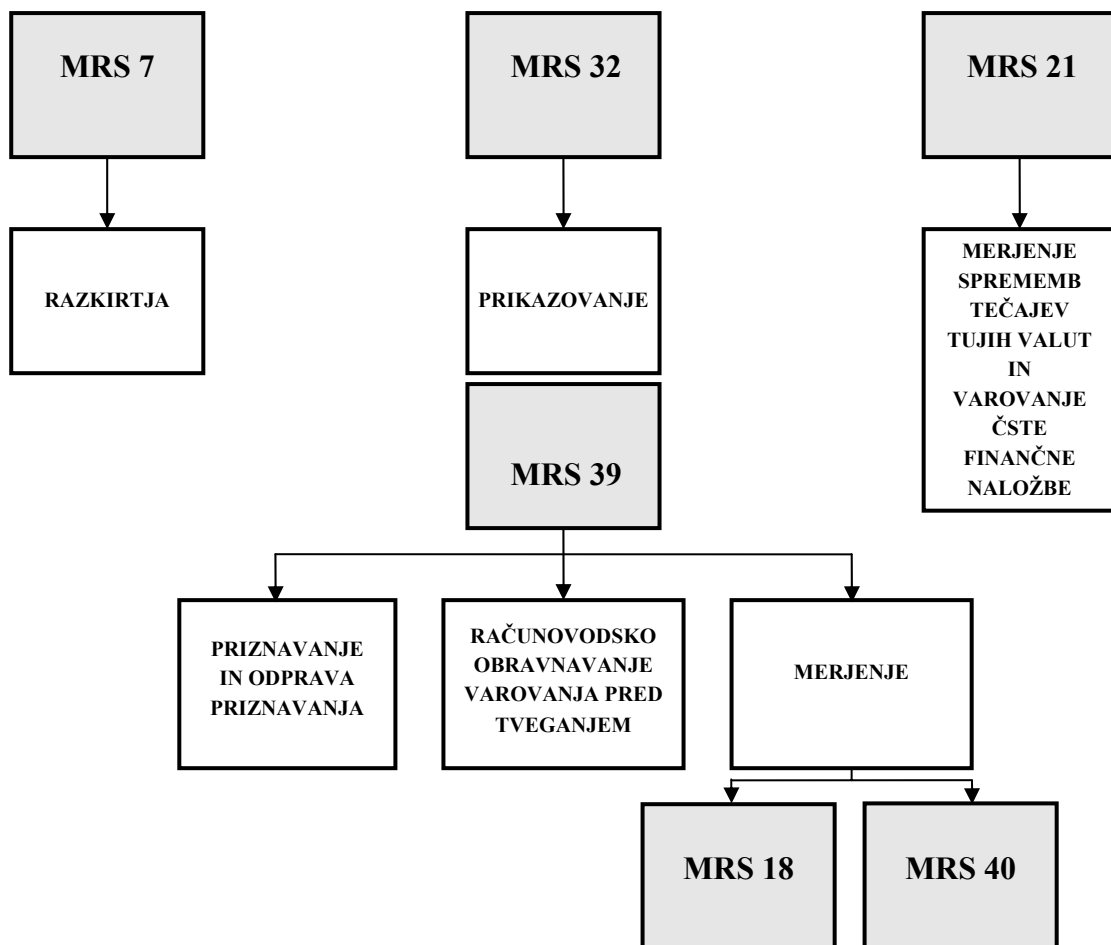 MRS 7
MRS 32
MRS 21
RAZKIRTJA
PRIKAZOVANJE
MERJENJE
SPREMEMB
TEČAJEV
TUJIH VALUT
IN
VAROVANJE
ČSTE
FINANČNE
NALOŽBE
MRS 39
PRIZNAVANJE
IN ODPRAVA
PRIZNAVANJA
RAČUNOVODSKO
OBRAVNAVANJE
VAROVANJA PRED
TVEGANJEM
MERJENJE
MRS 18
MRS 40